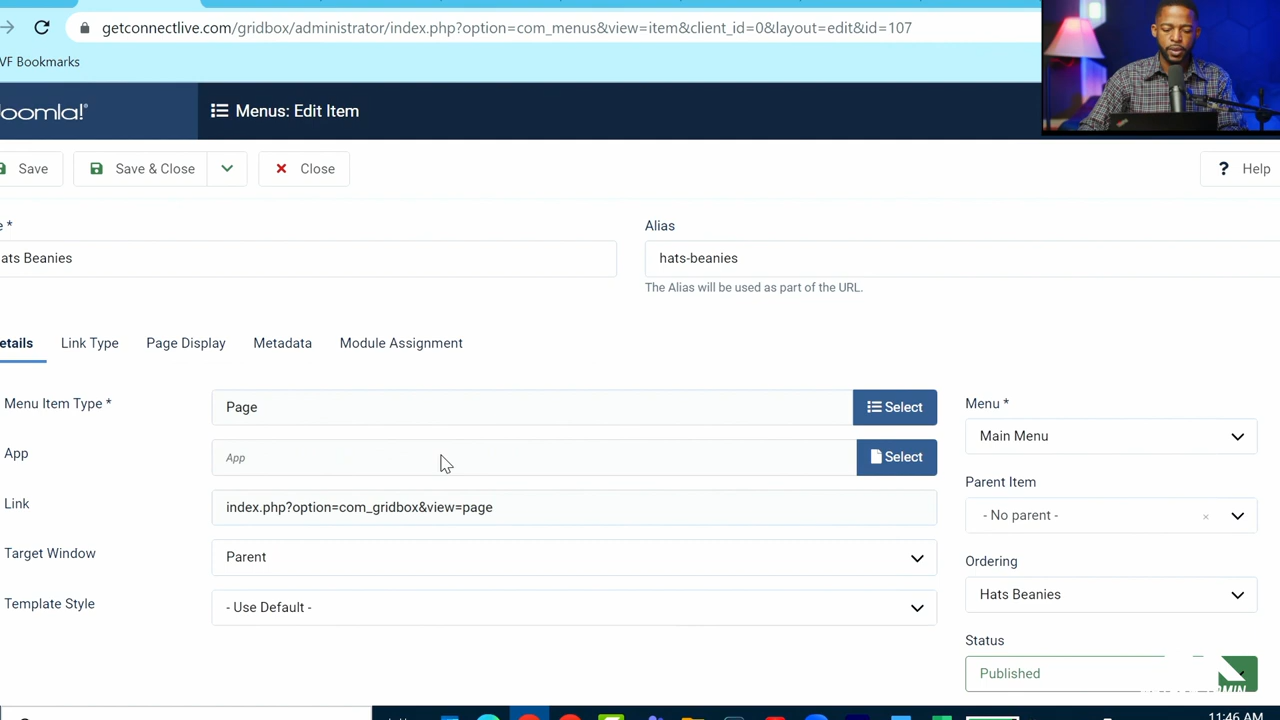 getconnectlive.com/gridbox/administrator/index.php?option=com_menus&view=item&client_id=0&layout=edit&id=107
VF Bookmarks
oomla!® Menus: Edit Item
Save Save & Close Close ? Help
e * Alias
ats Beanies hats-beanies
The Alias will be used as part of the URL.
etails Link Type Page Display Metadata Module Assignment
Menu Item Type * Page Select Menu *
Main Menu
App App Select
Parent Item
Link index.php?option=com_gridbox&view=page - No parent - ×
Target Window Parent Ordering
Template Style - Use Default - Hats Beanies
Status
Published
11:46 AM